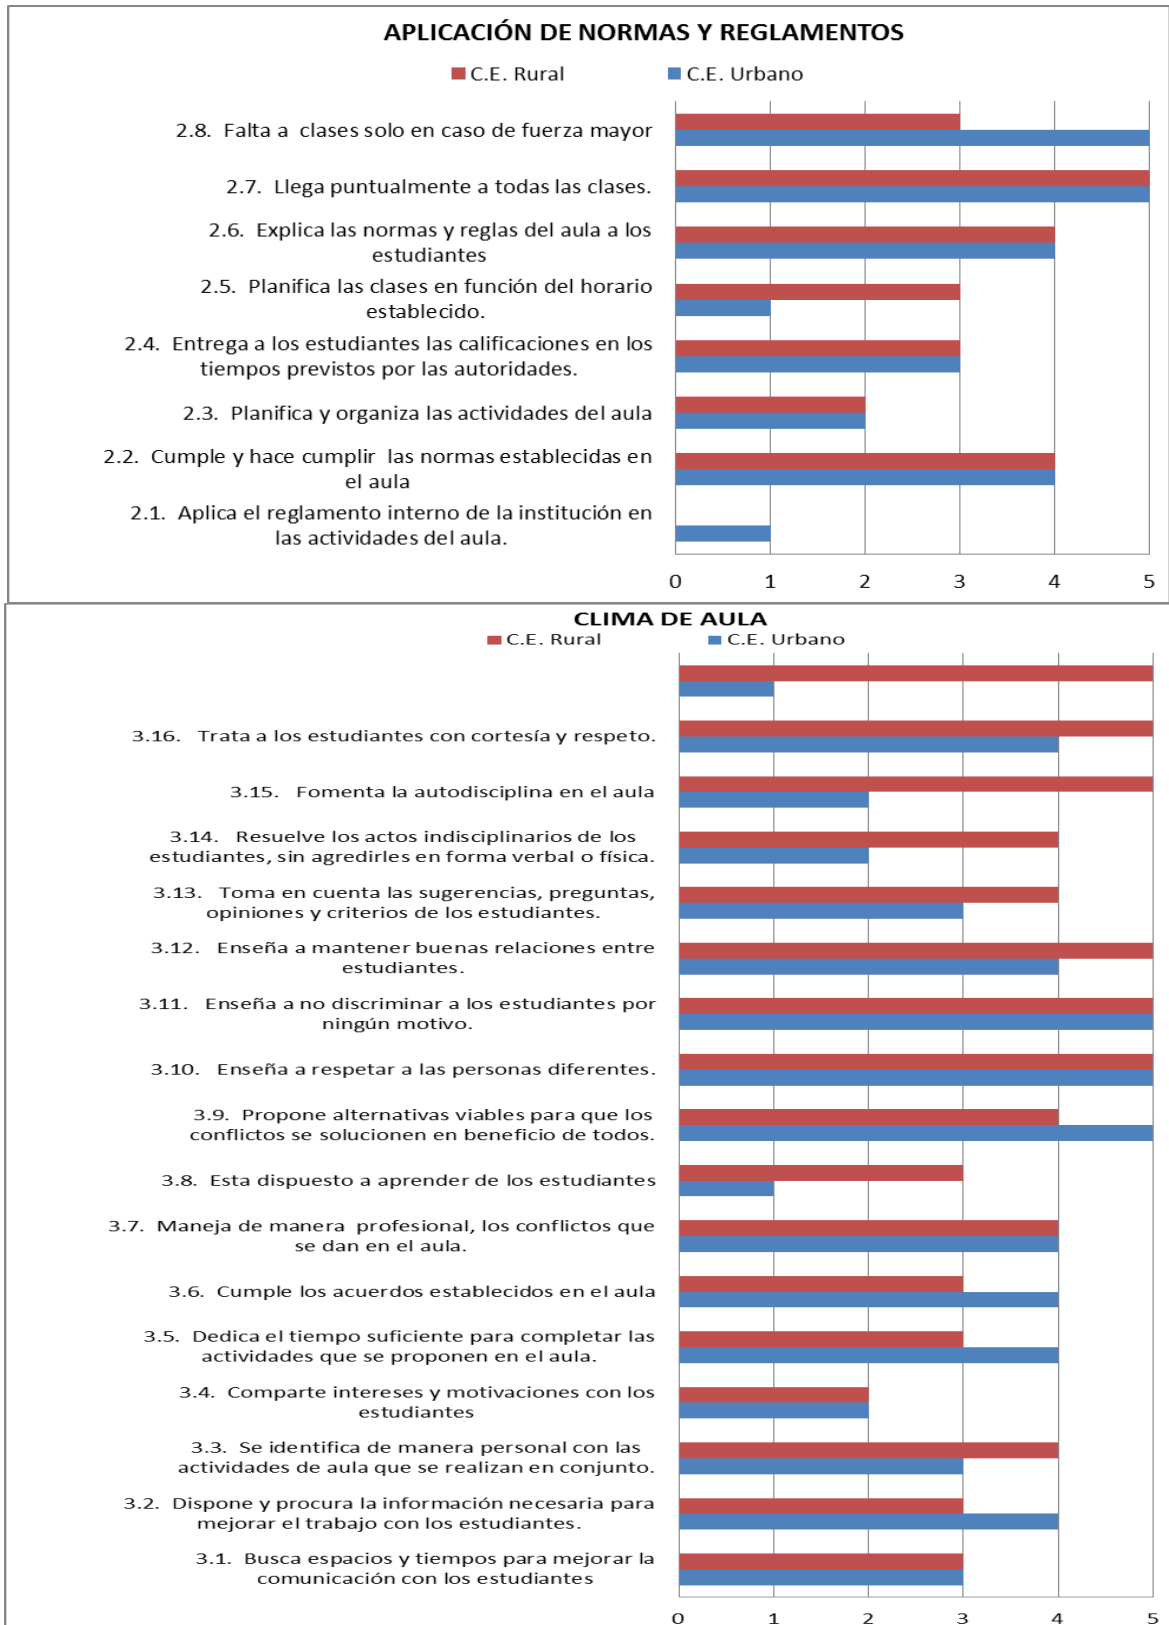 APLICACIÓN DE NORMAS Y REGLAMENTOS
C.E. Rural C.E. Urbano
2.8. Falta a clases solo en caso de fuerza mayor
2.7. Llega puntualmente a todas las clases.
2.6. Explica las normas y reglas del aula a los
estudiantes
2.5. Planifica las clases en función del horario
establecido.
2.4. Entrega a los estudiantes las calificaciones en los
tiempos previstos por las autoridades.
2.3. Planifica y organiza las actividades del aula
2.2. Cumple y hace cumplir las normas establecidas en
el aula
2.1. Aplica el reglamento interno de la institución en
las actividades del aula.
0 1 2 3 4 5
CLIMA DE AULA
C.E. Rural C.E. Urbano
3.16. Trata a los estudiantes con cortesía y respeto.
3.15. Fomenta la autodisciplina en el aula
3.14. Resuelve los actos indisciplinarios de los
estudiantes, sin agredirles en forma verbal o física.
3.13. Toma en cuenta las sugerencias, preguntas,
opiniones y criterios de los estudiantes.
3.12. Enseña a mantener buenas relaciones entre
estudiantes.
3.11. Enseña a no discriminar a los estudiantes por
ningún motivo.
3.10. Enseña a respetar a las personas diferentes.
3.9. Propone alternativas viables para que los
conflictos se solucionen en beneficio de todos.
3.8. Esta dispuesto a aprender de los estudiantes
3.7. Maneja de manera profesional, los conflictos que
se dan en el aula.
3.6. Cumple los acuerdos establecidos en el aula
3.5. Dedica el tiempo suficiente para completar las
actividades que se proponen en el aula.
3.4. Comparte intereses y motivaciones con los
estudiantes
3.3. Se identifica de manera personal con las
actividades de aula que se realizan en conjunto.
3.2. Dispone y procura la información necesaria para
mejorar el trabajo con los estudiantes.
3.1. Busca espacios y tiempos para mejorar la
comunicación con los estudiantes
0 1 2 3 4 5